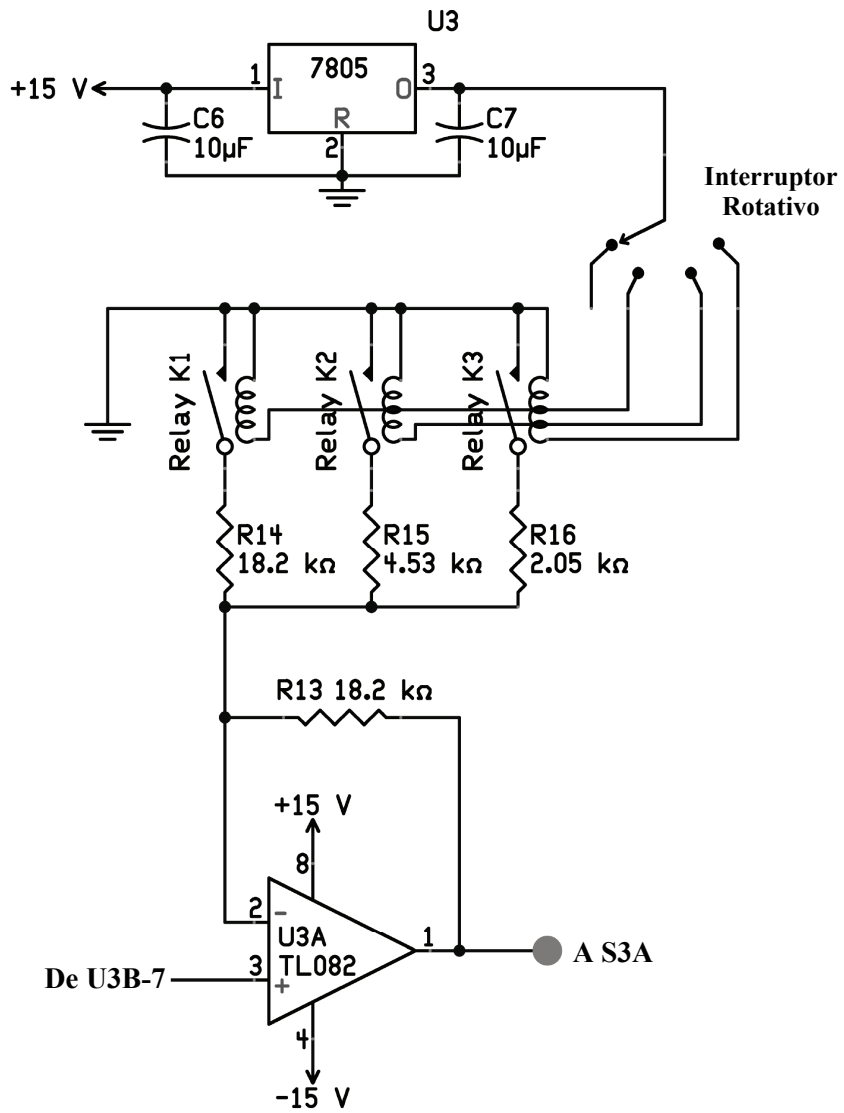 U3
+15 V
1
7805
3
I
O
R
2
C6
10µF
C7
10µF
Interruptor
Rotativo
Relay K1
Relay K2
Relay K3
R14
18.2 kΩ
R15
4.53 kΩ
R16
2.05 kΩ
R13 18.2 kΩ
+15 V
8
2
-
U3A
TL082
1
A S3A
De U3B-7
3
+
4
-15 V